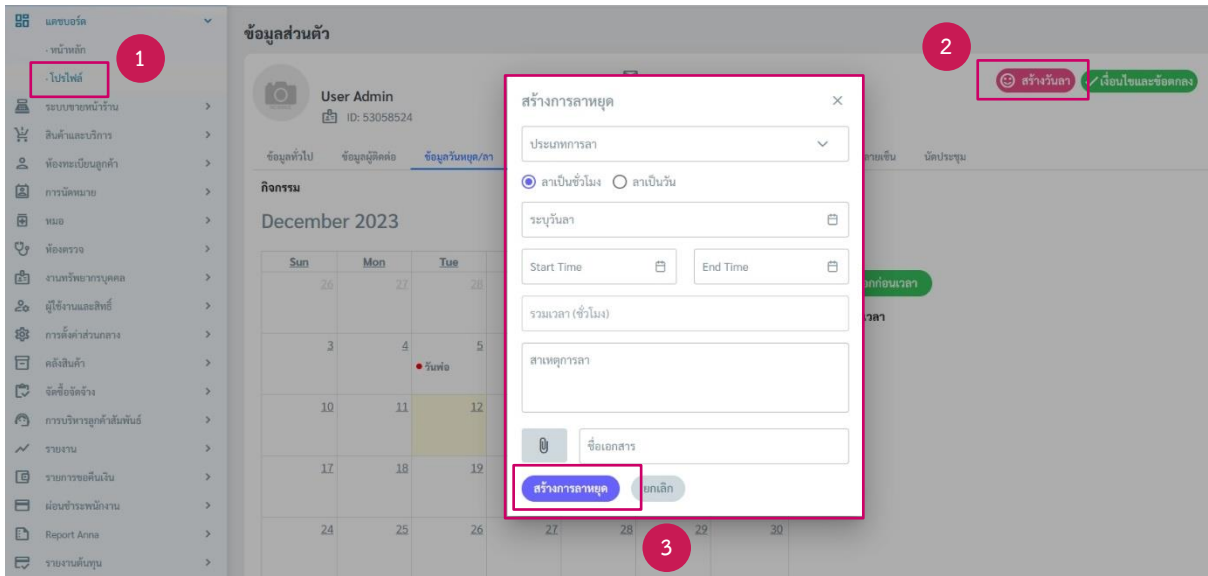 แดชบอร์ด
· หน้าหลัก
1
· โปรไฟล์
ระบบขายหน้าร้าน
สินค้าและบริการ
ห้องทะเบียนลูกค้า
การนัดหมาย
หมอ
ห้องตรวจ
งานทรัพยากรบุคคล
ผู้ใช้งานและสิทธิ์
การตั้งค่าส่วนกลาง
คลังสินค้า
จัดซื้อจัดจ้าง
การบริหารลูกค้าสัมพันธ์
รายงาน
รายการขอคืนเงิน
ผ่อนชำระพนักงาน
Report Anna
รายงานต้นทุน
ข้อมูลส่วนตัว
2
สร้างวันลา
เงื่อนไขและข้อตกลง
User Admin
ID: 53058524
ข้อมูลทั่วไป ข้อมูลผู้ติดต่อ ข้อมูลวันหยุด/ลา
นัดประชุม
กิจกรรม
December 2023
Sun Mon Tue
26 27 28
3 4 5
วันพ่อ
10 11 12
17 18 19
24 25 26 27 28 29 30
สร้างการลาหยุด
ประเภทการลา
ลาเป็นชั่วโมง ลาเป็นวัน
ระบุวันลา
Start Time End Time
รวมเวลา (ชั่วโมง)
สาเหตุการลา
ชื่อเอกสาร
สร้างการลาหยุด ยกเลิก
3